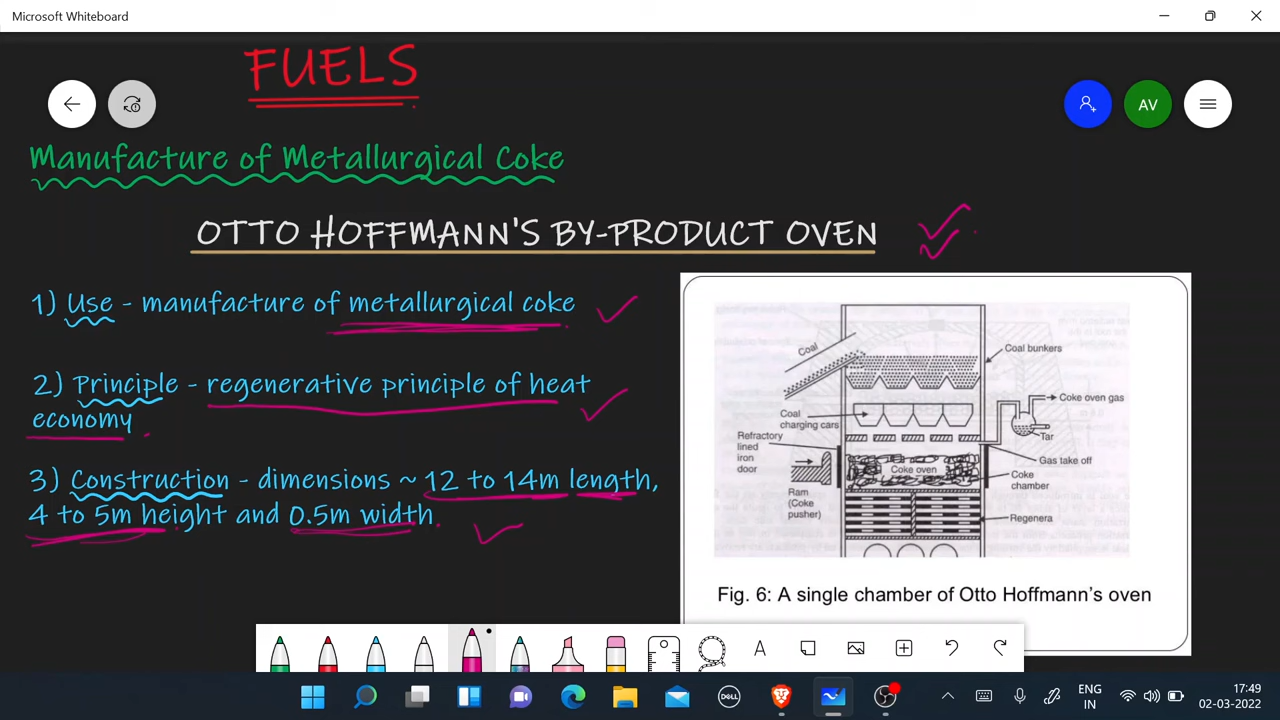 Microsoft Whiteboard
FUELS
AV
Manufacture of Metallurgical Coke
OTTO HOFFMANN'S BY-PRODUCT OVEN
1) Use - manufacture of metallurgical coke
2) Principle - regenerative principle of heat
economy
3) Construction - dimensions ~ 12 to 14m length,
4 to 5m height and 0.5m width.
Coal
Coal bunkers
Coke oven gas
Coal
charging cars
Tar
Refractory
lined
iron
door
Gas take off
Coke oven
Coke
chamber
Ram
(Coke
pusher)
Regenera
Fig. 6: A single chamber of Otto Hoffmann's oven
A
DELL
ENG
IN
17:49
02-03-2022